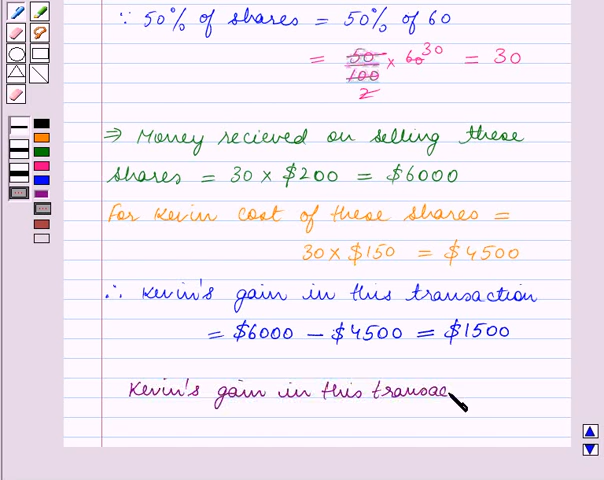 ∵ 50% of shares = 50% of 60
= 50/100 2 × 60 30 = 30
⇒ Money recieved on selling these
shares = 30 × $200 = $6000
For Kevin cost of these shares =
30 × $150 = $4500
∴ Kevin's gain in this transaction
= $6000 – $4500 = $1500
Kevin's gain in this transac